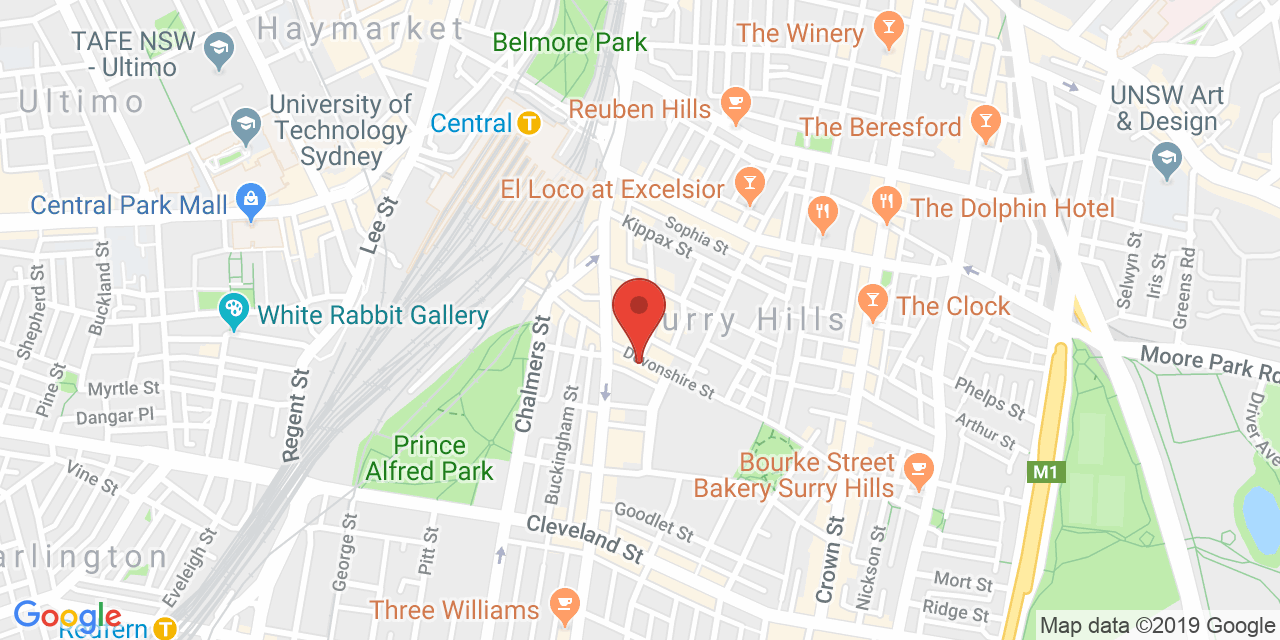 Haymarket
TAFE NSW
- Ultimo
Ultimo
Belmore Park
The Winery
University of
Technology
Sydney
Central
T
Reuben Hills
The Beresford
UNSW Art
& Design
Central Park Mall
Lee St
El Loco at Excelsior
Sophia St
Kippax St
The Dolphin Hotel
Selwyn St
Iris St
Greens Rd
Shepherd St
Buckland St
White Rabbit Gallery
urry Hills
The Clock
Chalmers St
Devonshire St
Moore Park Rd
Pine St
Myrtle St
Dangar Pl
Regent St
Buckingham St
Phelps St
Arthur St
Driver Ave
Prince
Alfred Park
Vine St
Bourke Street
Bakery Surry Hills
M1
Goodlet St
Cleveland St
Crown St
Nickson St
arlington
Eveleigh St
George St
Pitt St
Mort St
Ridge St
Three Williams
Google
Redfern
T
Map data ©2019 Google